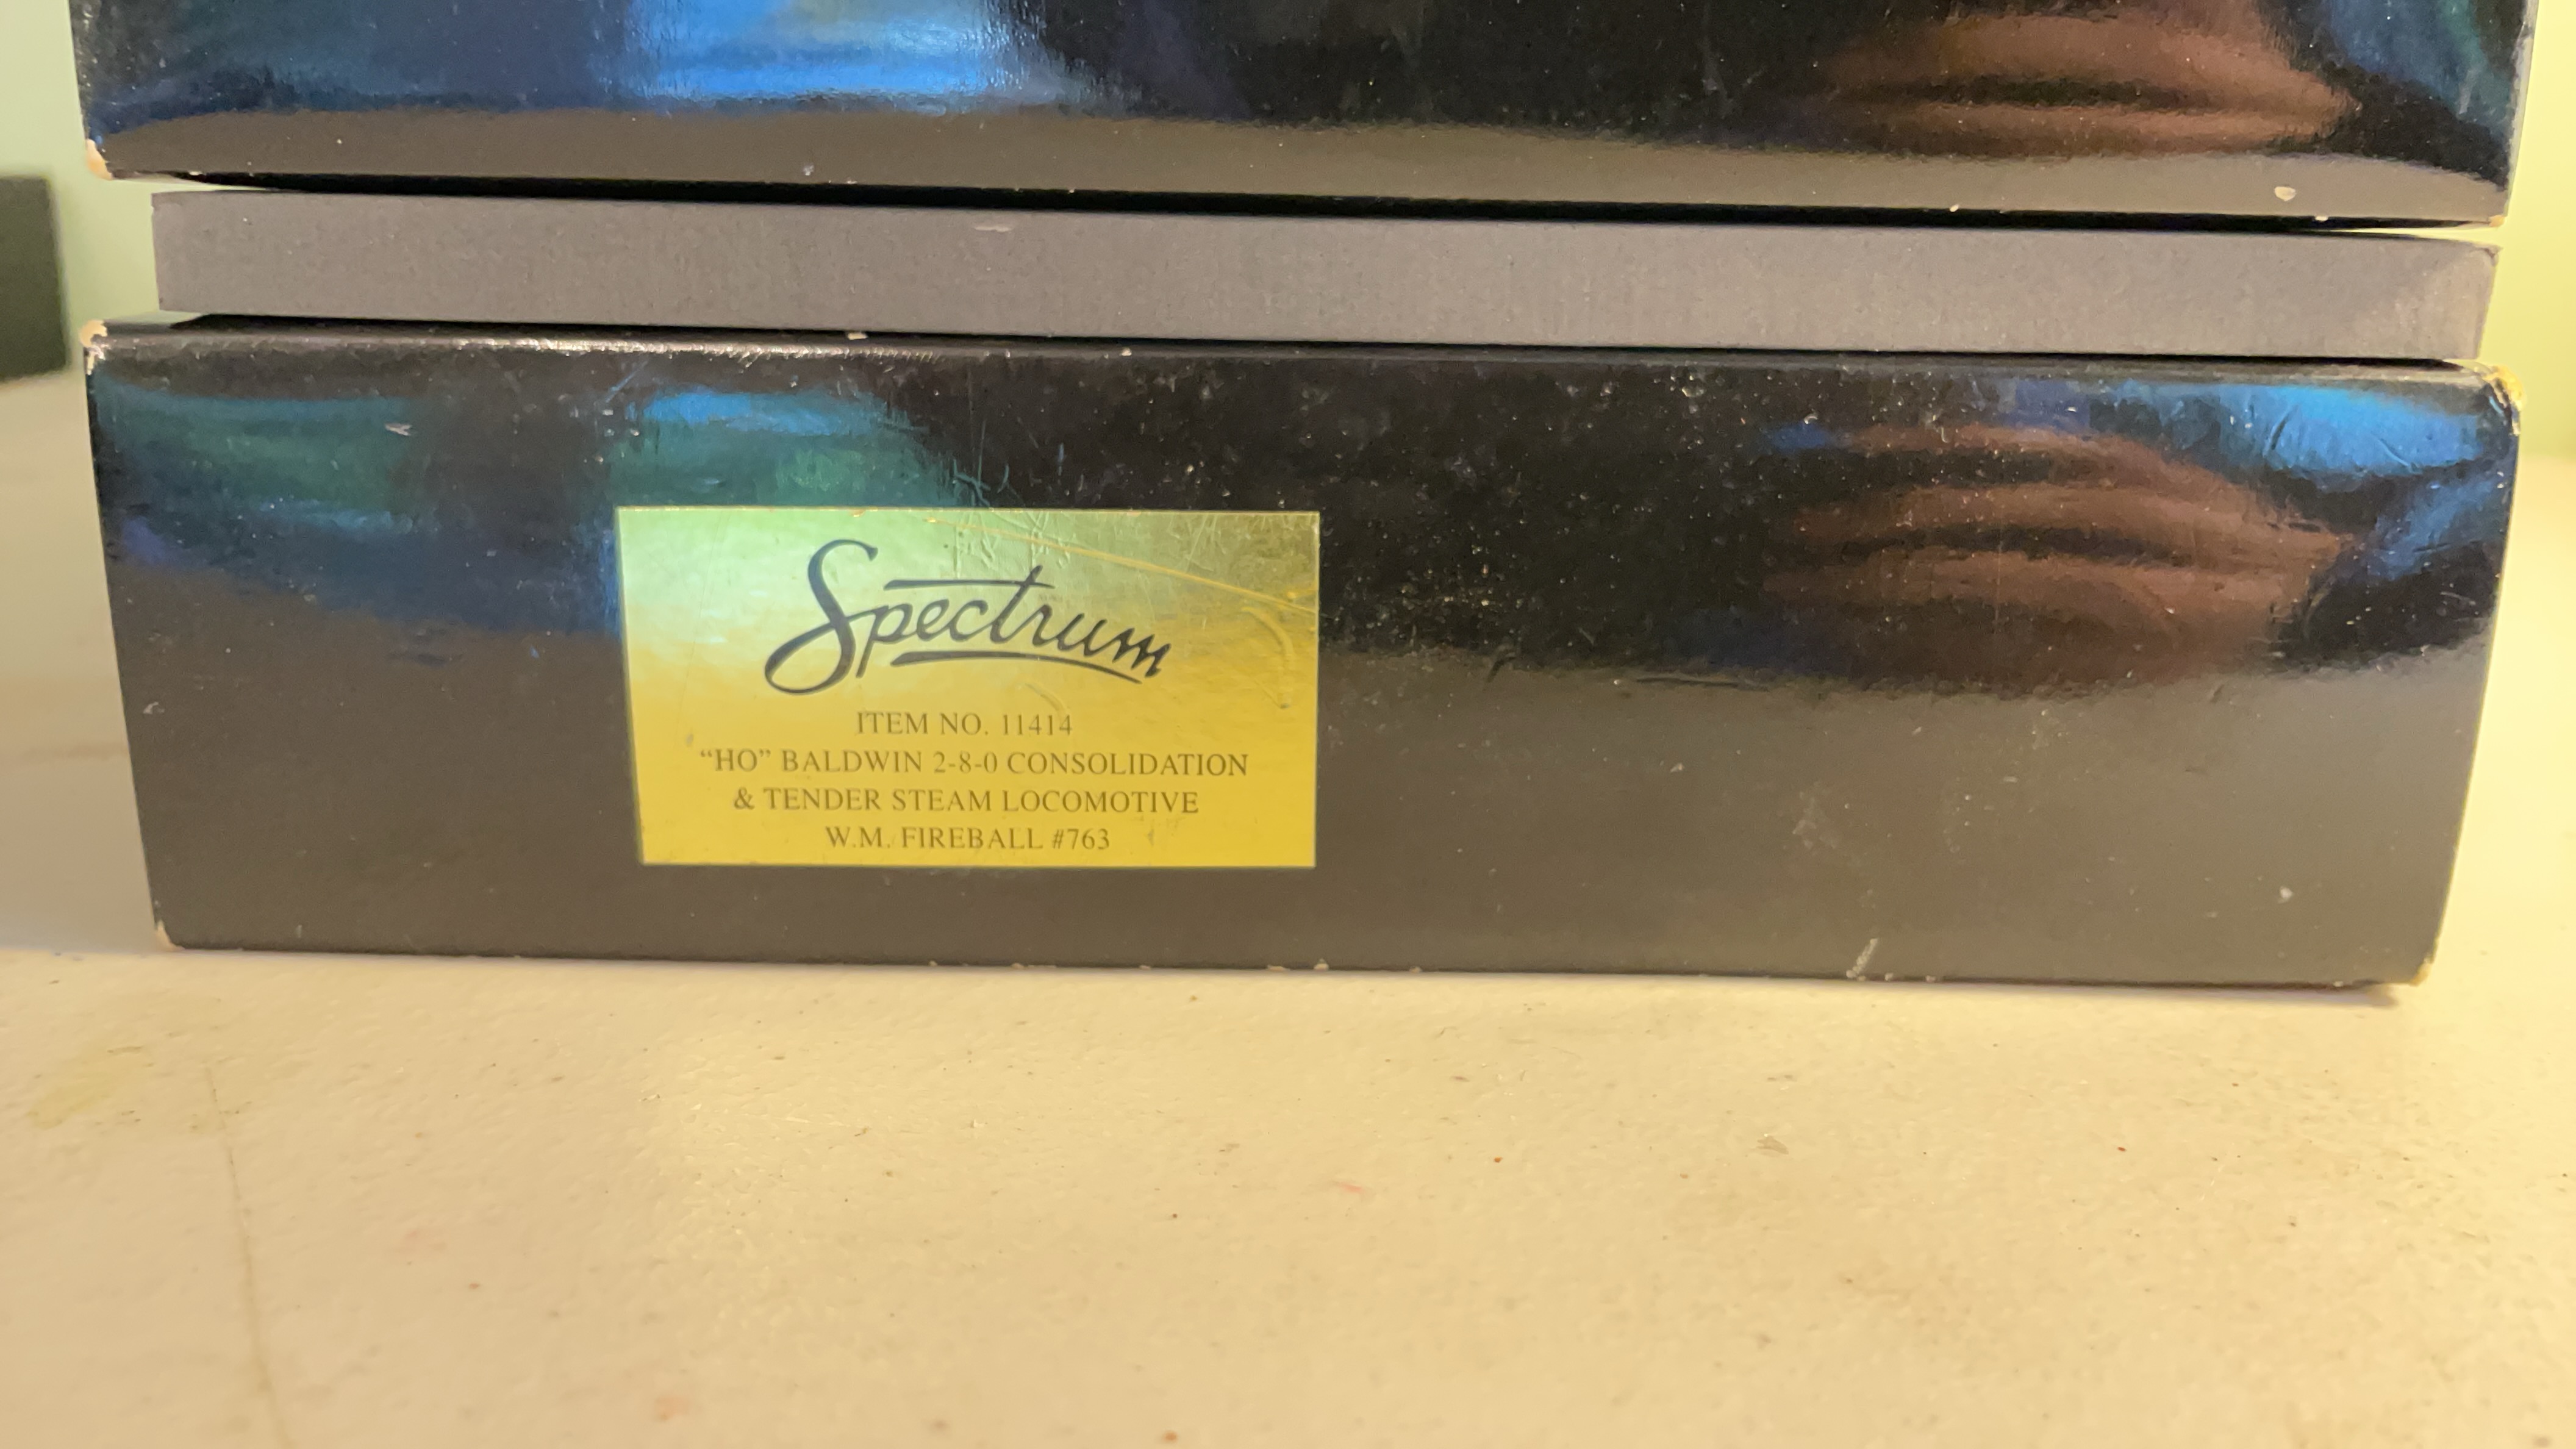 Spectrum
ITEM NO. 11414
“HO” BALDWIN 2-8-0 CONSOLIDATION
& TENDER STEAM LOCOMOTIVE
W.M. FIREBALL #763